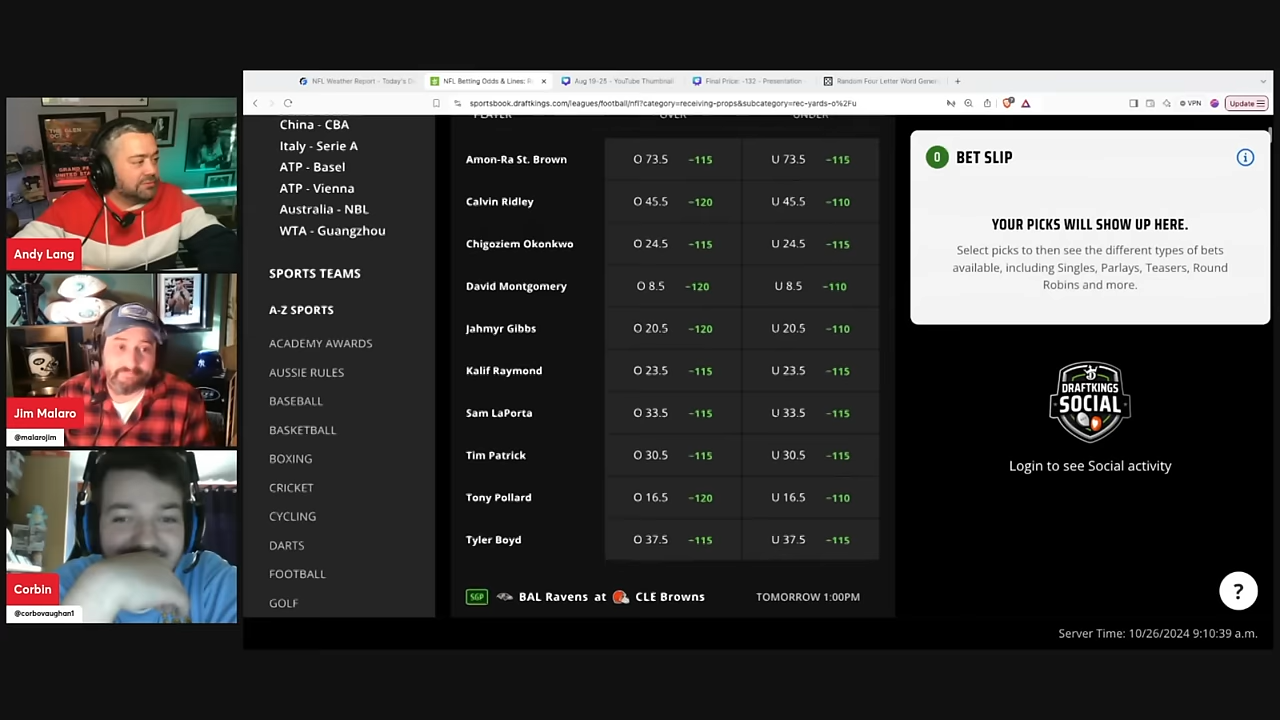 NFL Weather Report - Today's D
NFL Betting Odds & Lines:
Aug 19-25 - YouTube Thumbnail
Final Price: -132 - Presentation
Random Four Letter Word Gener
sportsbook.draftkings.com/leagues/football/nfl?category=receiving-props&subcategory=rec-yards-o%2Fu
VPN
Update
China - CBA
Italy - Serie A
ATP - Basel
ATP - Vienna
Australia - NBL
WTA - Guangzhou
SPORTS TEAMS
A-Z SPORTS
ACADEMY AWARDS
AUSSIE RULES
BASEBALL
BASKETBALL
BOXING
CRICKET
CYCLING
DARTS
FOOTBALL
GOLF
PLAYER OVER UNDER
Amon-Ra St. Brown O 73.5 -115 U 73.5 -115
Calvin Ridley O 45.5 -120 U 45.5 -110
Chigoziem Okonkwo O 24.5 -115 U 24.5 -115
David Montgomery O 8.5 -120 U 8.5 -110
Jahmyr Gibbs O 20.5 -120 U 20.5 -110
Kalif Raymond O 23.5 -115 U 23.5 -115
Sam LaPorta O 33.5 -115 U 33.5 -115
Tim Patrick O 30.5 -115 U 30.5 -115
Tony Pollard O 16.5 -120 U 16.5 -110
Tyler Boyd O 37.5 -115 U 37.5 -115
SGP BAL Ravens at CLE Browns TOMORROW 1:00PM
0 BET SLIP
YOUR PICKS WILL SHOW UP HERE.
Select picks to then see the different types of bets
available, including Singles, Parlays, Teasers, Round
Robins and more.
DRAFTKINGS
SOCIAL
Login to see Social activity
?
Server Time: 10/26/2024 9:10:39 a.m.
Andy Lang
Jim Malaro
@malarojim
Corbin
@corbovaughan1